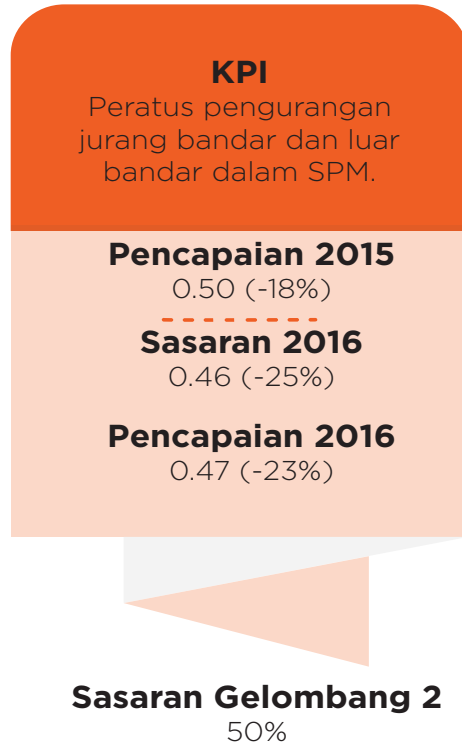 KPI
Peratus pengurangan
jurang bandar dan luar
bandar dalam SPM.
Pencapaian 2015
0.50 (-18%)
Sasaran 2016
0.46 (-25%)
Pencapaian 2016
0.47 (-23%)
Sasaran Gelombang 2
50%